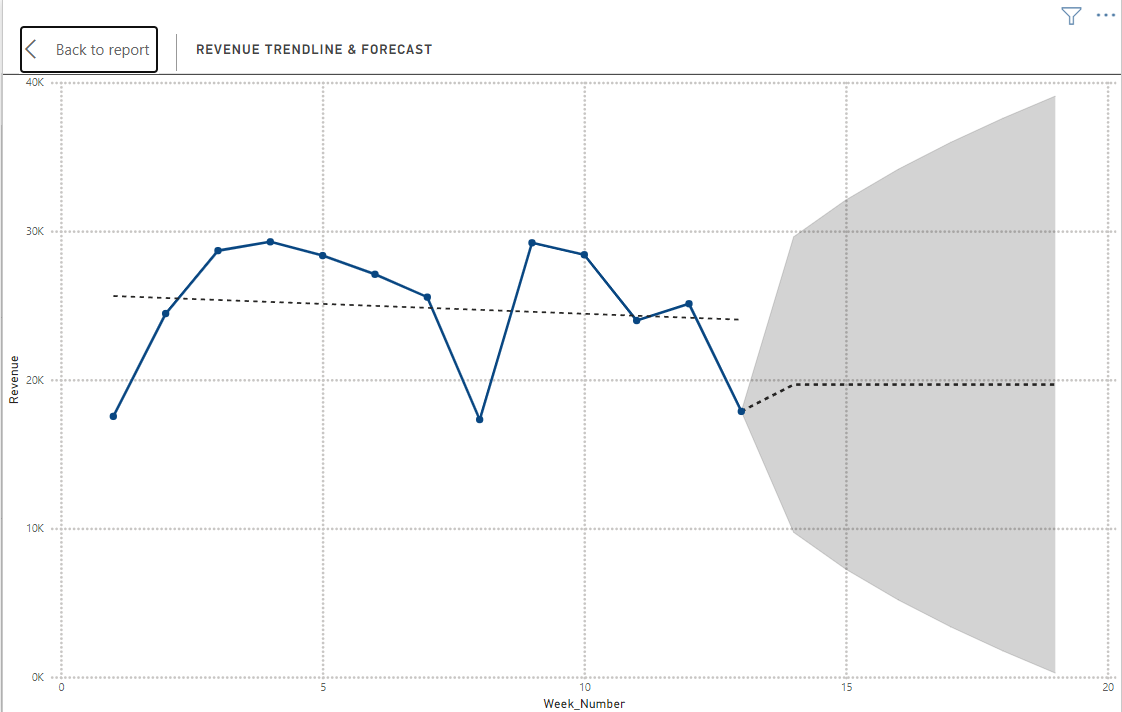 Back to report
REVENUE TRENDLINE & FORECAST
40K
30K
20K
10K
0K
Revenue
0 5 10 15 20
Week_Number